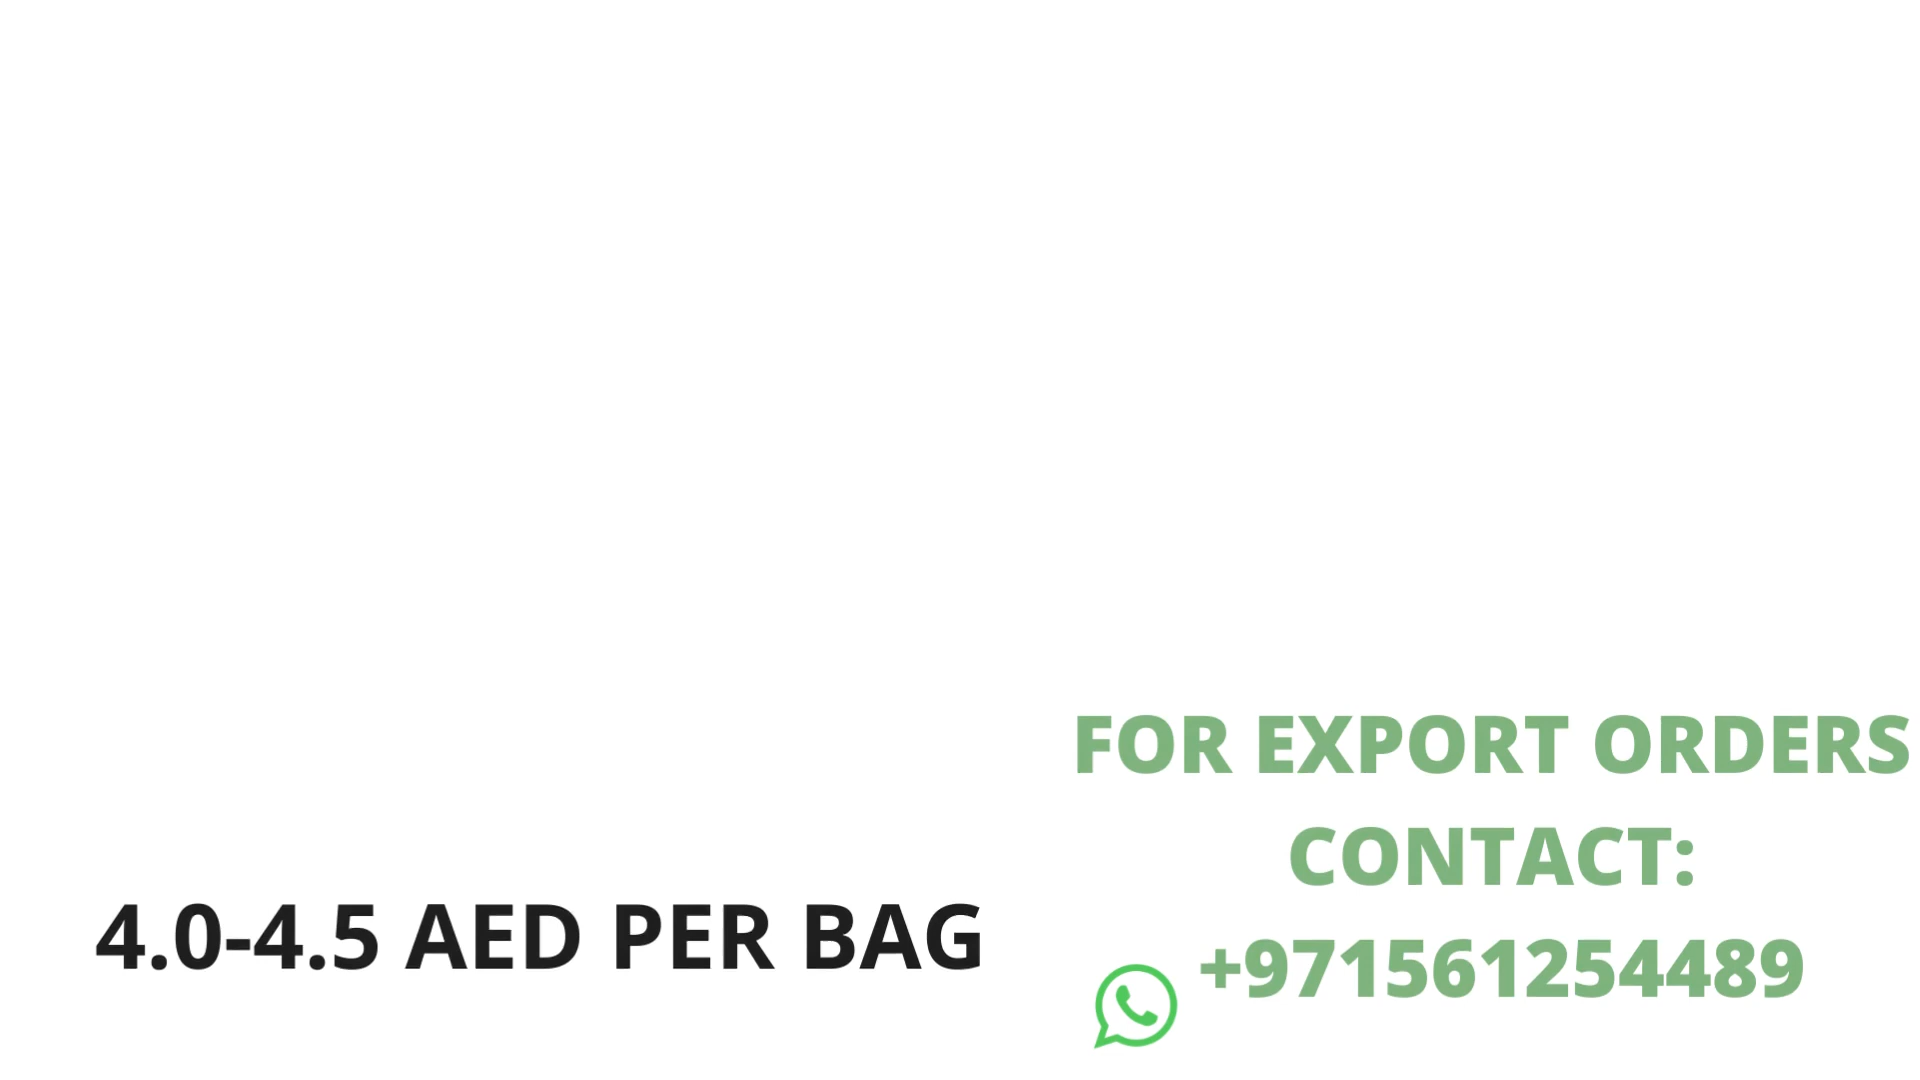 4.0-4.5 AED PER BAG
FOR EXPORT ORDERS
CONTACT:
+971561254489